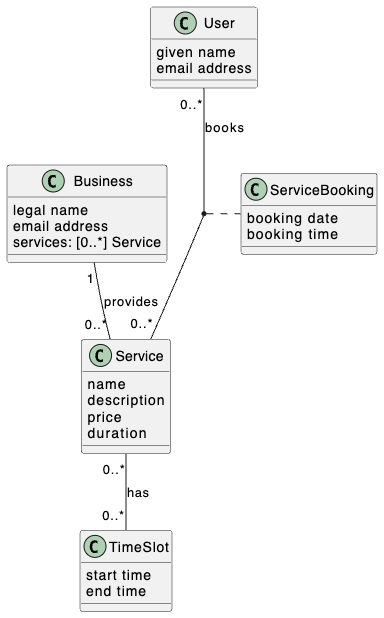 C User
given name
email address
0..*
books
C Business
legal name
email address
services: [0..*] Service
C ServiceBooking
booking date
booking time
1
provides
0..*
0..*
C Service
name
description
price
duration
0..*
has
0..*
C TimeSlot
start time
end time